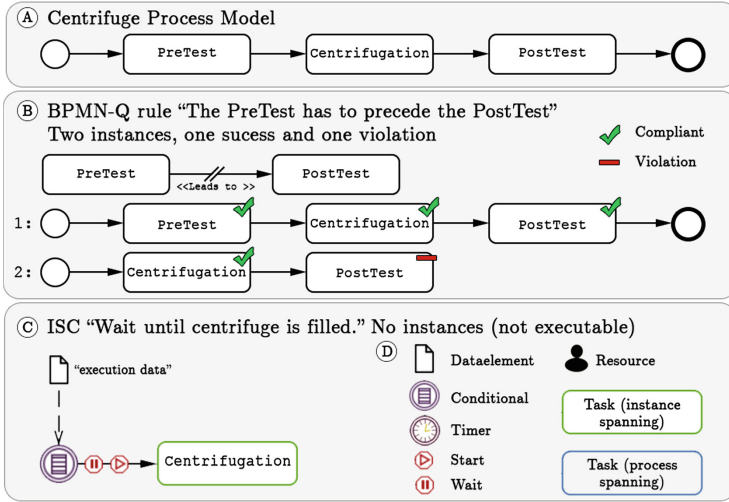 A Centrifuge Process Model
PreTest
Centrifugation
PostTest
B BPMN-Q rule “The PreTest has to precede the PostTest”
Two instances, one sucess and one violation
Compliant
Violation
PreTest
<<Leads to >>
PostTest
1:
PreTest
Centrifugation
PostTest
2:
Centrifugation
PostTest
C ISC “Wait until centrifuge is filled.” No instances (not executable)
“execution data”
Centrifugation
D
Dataelement
Resource
Conditional
Timer
Start
Wait
Task (instance
spanning)
Task (process
spanning)